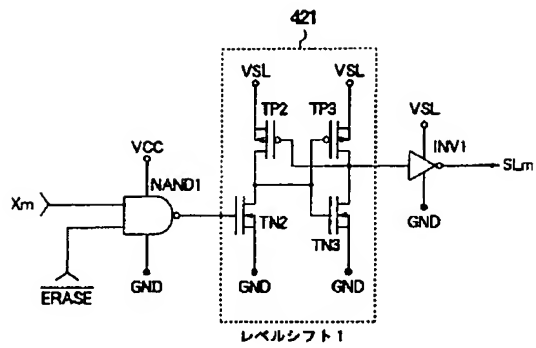 421
VSL VSL
TP2 TP3
VSL
VCC
INV1
NAND1
Xm
SLm
TN2
TN3
GND
ERASE
GND
GND
GND
レベルシフト1